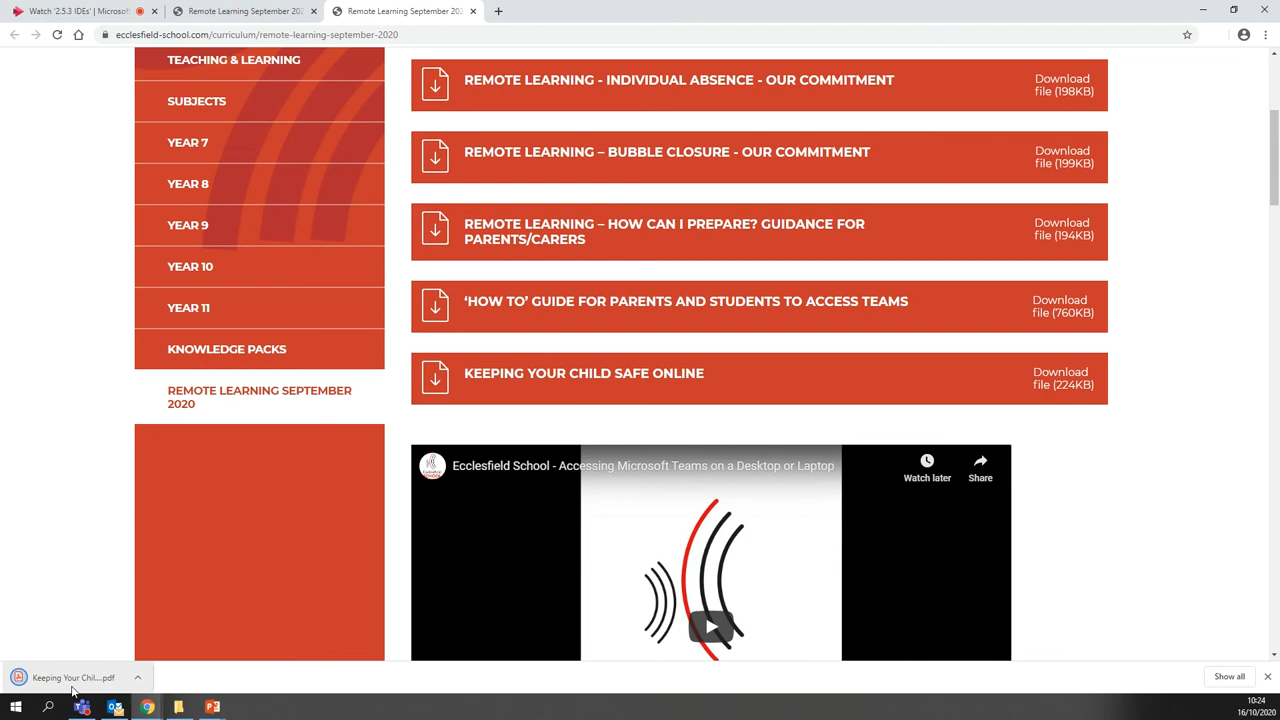 Watch '2.5.3 IDEs' |
Remote Learning September 202
Remote Learning September 202
ecclesfield-school.com/curriculum/remote-learning-september-2020
TEACHING & LEARNING
SUBJECTS
YEAR 7
YEAR 8
YEAR 9
YEAR 10
YEAR 11
KNOWLEDGE PACKS
REMOTE LEARNING SEPTEMBER
2020
REMOTE LEARNING - INDIVIDUAL ABSENCE - OUR COMMITMENT
Download
file (198KB)
REMOTE LEARNING – BUBBLE CLOSURE - OUR COMMITMENT
Download
file (199KB)
REMOTE LEARNING – HOW CAN I PREPARE? GUIDANCE FOR
PARENTS/CARERS
Download
file (194KB)
‘HOW TO’ GUIDE FOR PARENTS AND STUDENTS TO ACCESS TEAMS
Download
file (760KB)
KEEPING YOUR CHILD SAFE ONLINE
Download
file (224KB)
Ecclesfield School - Accessing Microsoft Teams on a Desktop or Laptop
Watch later
Share
Keeping Your Chil....pdf
Show all
10:24
16/10/2020